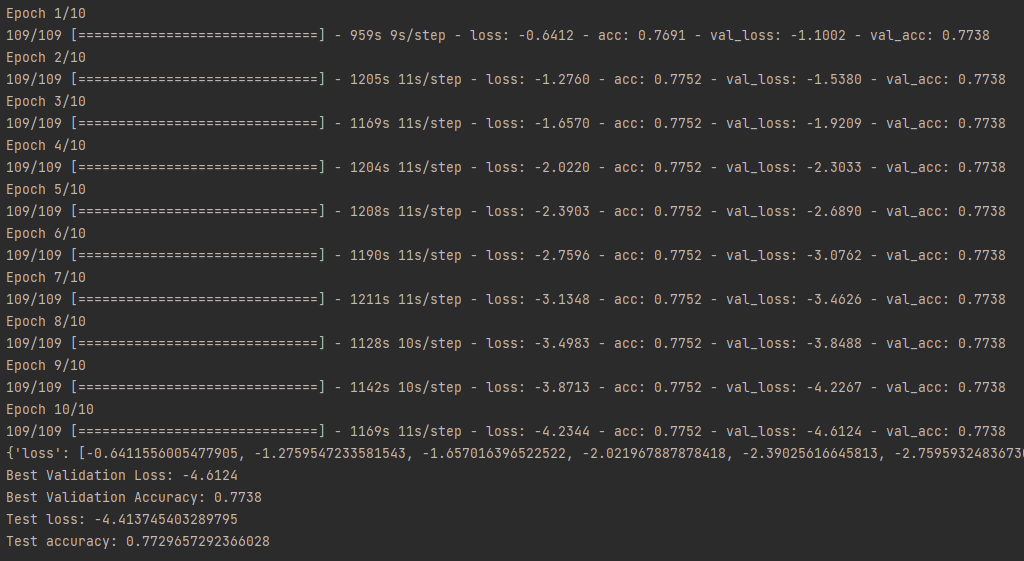 Epoch 1/10
109/109 [==============================] - 959s 9s/step - loss: -0.6412 - acc: 0.7691 - val_loss: -1.1002 - val_acc: 0.7738
Epoch 2/10
109/109 [==============================] - 1205s 11s/step - loss: -1.2760 - acc: 0.7752 - val_loss: -1.5380 - val_acc: 0.7738
Epoch 3/10
109/109 [==============================] - 1169s 11s/step - loss: -1.6570 - acc: 0.7752 - val_loss: -1.9209 - val_acc: 0.7738
Epoch 4/10
109/109 [==============================] - 1204s 11s/step - loss: -2.0220 - acc: 0.7752 - val_loss: -2.3033 - val_acc: 0.7738
Epoch 5/10
109/109 [==============================] - 1208s 11s/step - loss: -2.3903 - acc: 0.7752 - val_loss: -2.6890 - val_acc: 0.7738
Epoch 6/10
109/109 [==============================] - 1190s 11s/step - loss: -2.7596 - acc: 0.7752 - val_loss: -3.0762 - val_acc: 0.7738
Epoch 7/10
109/109 [==============================] - 1211s 11s/step - loss: -3.1348 - acc: 0.7752 - val_loss: -3.4626 - val_acc: 0.7738
Epoch 8/10
109/109 [==============================] - 1128s 10s/step - loss: -3.4983 - acc: 0.7752 - val_loss: -3.8488 - val_acc: 0.7738
Epoch 9/10
109/109 [==============================] - 1142s 10s/step - loss: -3.8713 - acc: 0.7752 - val_loss: -4.2267 - val_acc: 0.7738
Epoch 10/10
109/109 [==============================] - 1169s 11s/step - loss: -4.2344 - acc: 0.7752 - val_loss: -4.6124 - val_acc: 0.7738
{'loss': [-0.6411556005477905, -1.2759547233581543, -1.657016396522522, -2.021967887878418, -2.39025616645813, -2.75959324836730
Best Validation Loss: -4.6124
Best Validation Accuracy: 0.7738
Test loss: -4.413745403289795
Test accuracy: 0.7729657292366028